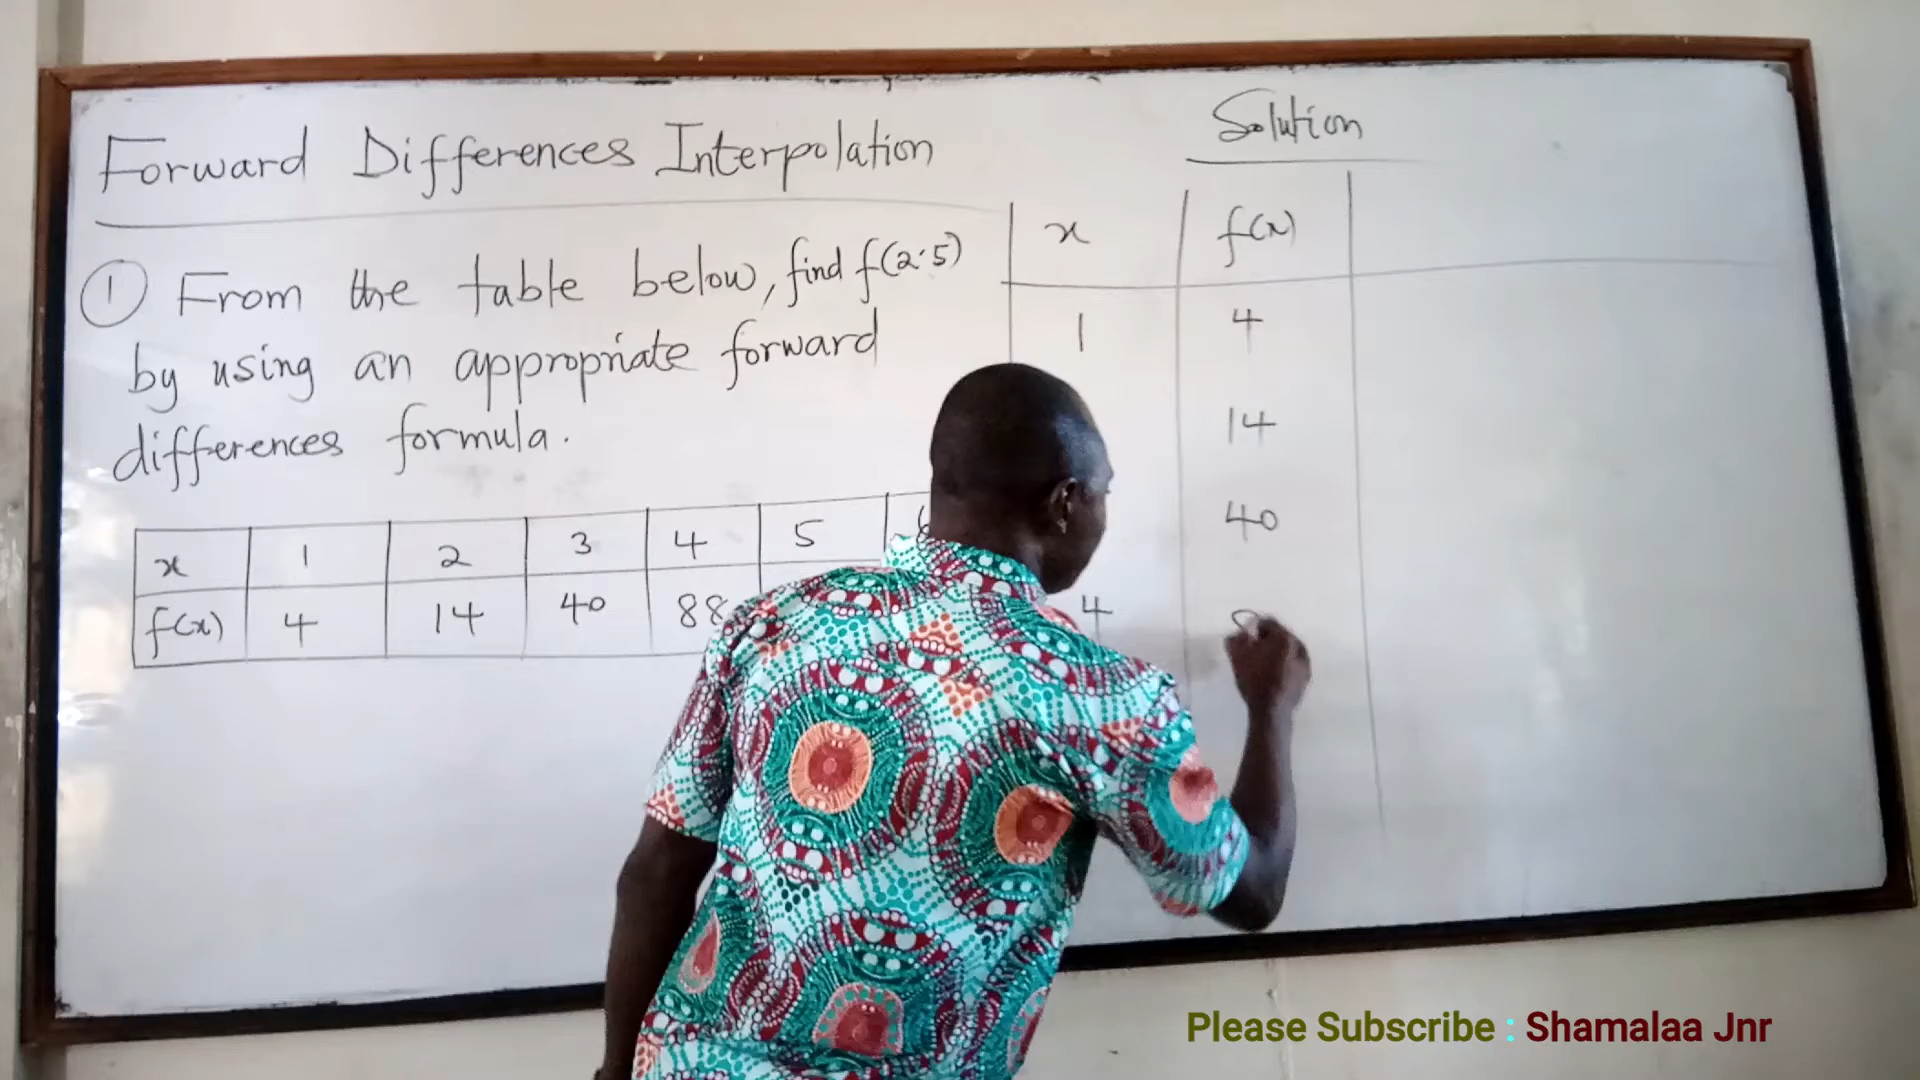 Forward Differences Interpolation
① From the table below, find f(2.5)
by using an appropriate forward
differences formula.
x 1 2 3 4 5
f(x) 4 14 40 88
Solution
x f(x)
1 4
14
40
4
Please Subscribe : Shamalaa Jnr